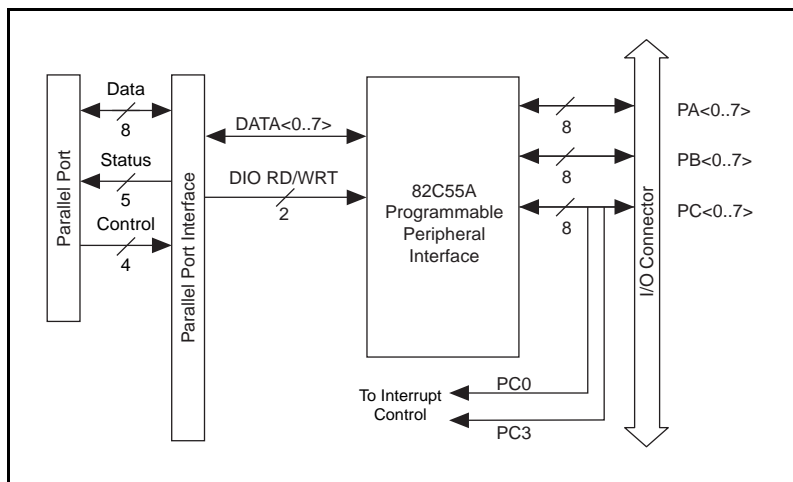 Parallel Port
Data
8
Status
5
Control
4
Parallel Port Interface
DATA<0..7>
DIO RD/WRT
2
82C55A
Programmable
Peripheral
Interface
8
8
8
I/O Connector
PA<0..7>
PB<0..7>
PC<0..7>
To Interrupt
Control
PC0
PC3